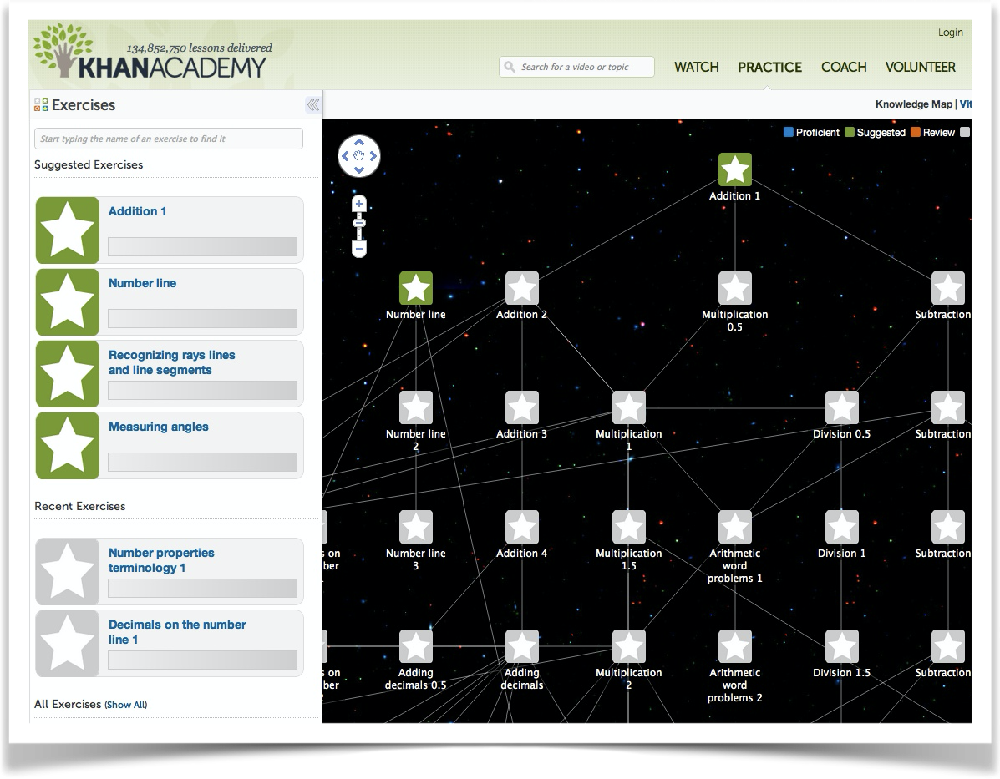 Login
134,852,750 lessons delivered
KHANACADEMY
Search for a video or topic
WATCH
PRACTICE
COACH
VOLUNTEER
Exercises
Knowledge Map | Vit
Start typing the name of an exercise to find it
Suggested Exercises
Addition 1
Number line
Recognizing rays lines
and line segments
Measuring angles
Recent Exercises
Number properties
terminology 1
Decimals on the number
line 1
All Exercises (Show All)
Proficient
Suggested
Review
Addition 1
Number line
Addition 2
Multiplication
0.5
Subtraction
Number line
2
Addition 3
Multiplication
1
Division 0.5
Subtraction
s on
ber
Number line
3
Addition 4
Multiplication
1.5
Arithmetic
word
problems 1
Division 1
Subtraction
s on
ber
Adding
decimals 0.5
Adding
decimals
Multiplication
2
Arithmetic
word
problems 2
Division 1.5
Subtraction